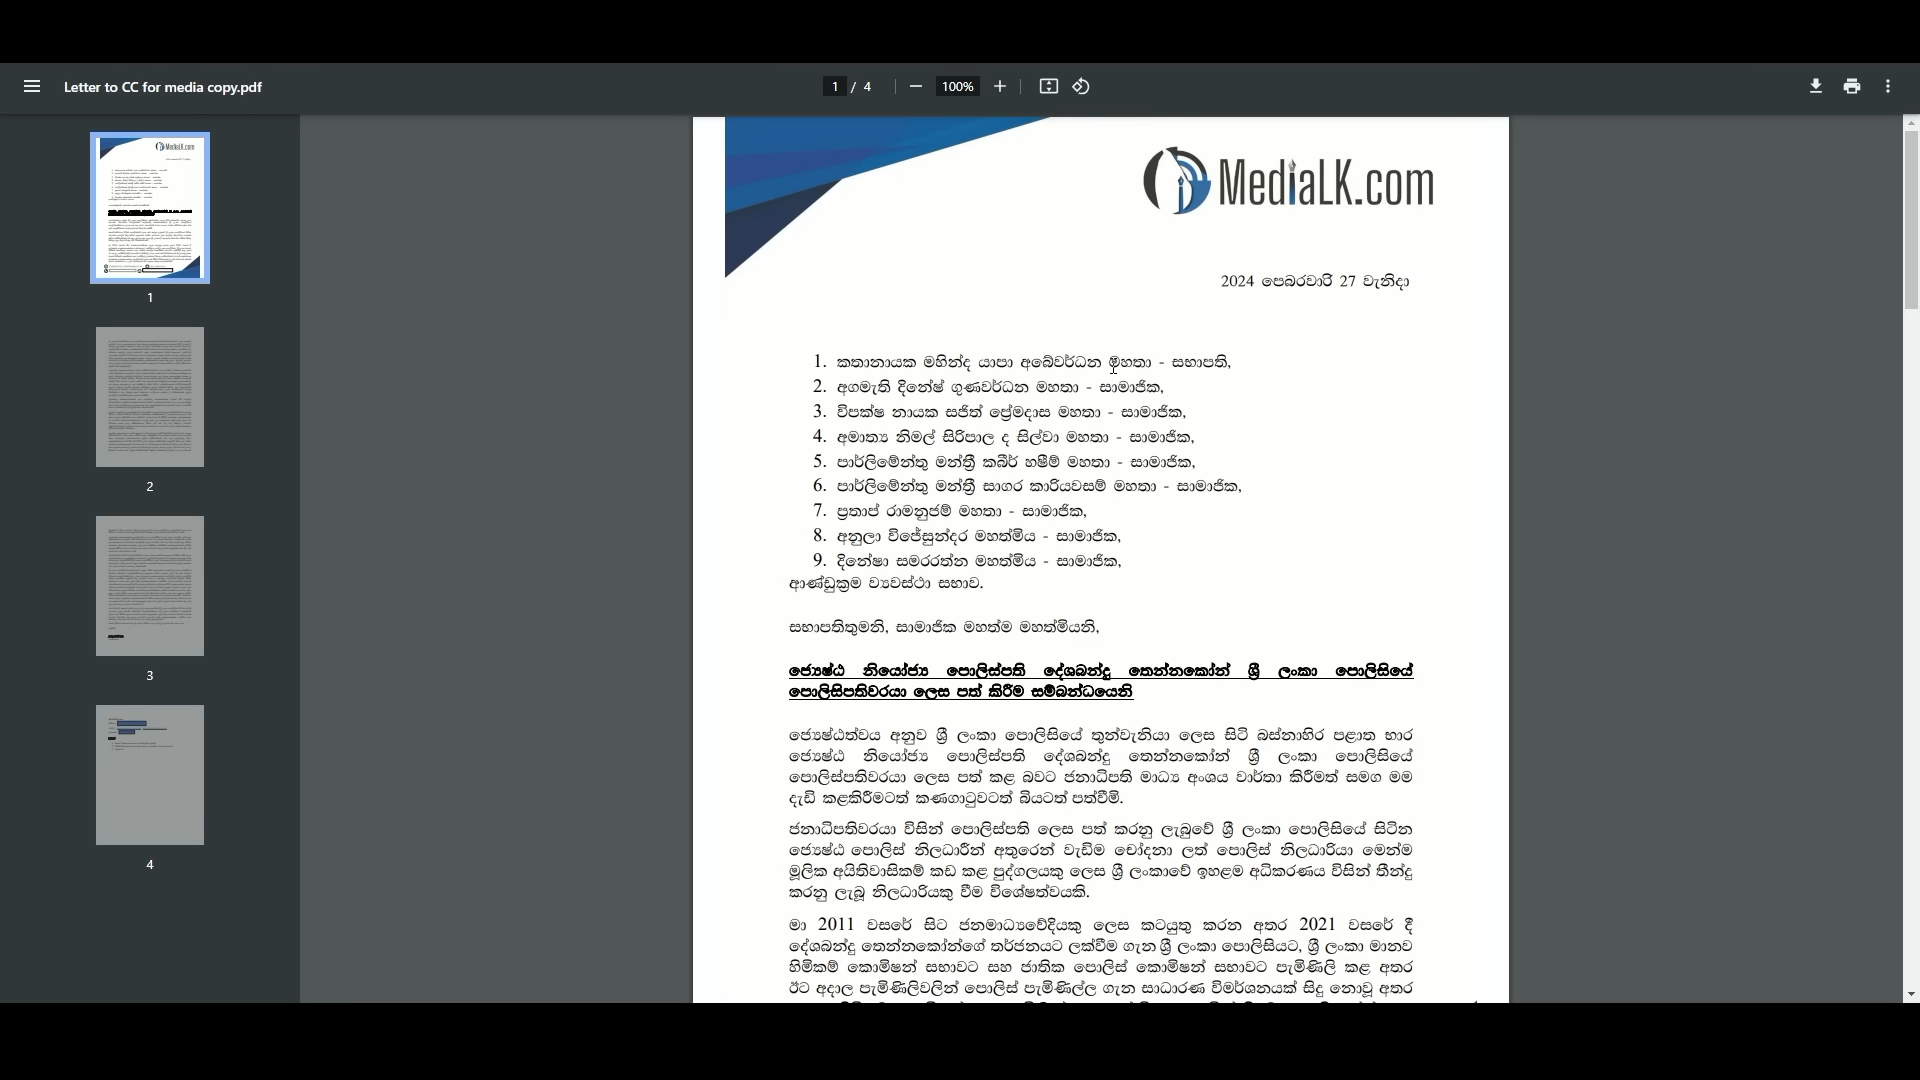 Letter to CC for media copy.pdf
1 / 4
100%
1
2
3
4
MediaLK.com
2024 පෙබරවාරි 27 වැනිදා
1. කතානායක මහින්ද යාපා අබේවර්ධන මහතා - සභාපති,
2. අගමැති දිනේෂ් ගුණවර්ධන මහතා - සාමාජික,
3. විපක්ෂ නායක සජිත් ප්‍රේමදාස මහතා - සාමාජික,
4. අමාත්‍ය නිමල් සිරිපාල ද සිල්වා මහතා - සාමාජික,
5. පාර්ලිමේන්තු මන්ත්‍රී කබීර් හෂීම් මහතා - සාමාජික,
6. පාර්ලිමේන්තු මන්ත්‍රී සාගර කාරියවසම් මහතා - සාමාජික,
7. ප්‍රතාප් රාමනුජම් මහතා - සාමාජික,
8. අනුලා විජේසුන්දර මහත්මිය - සාමාජික,
9. දිනේෂා සමරරත්න මහත්මිය - සාමාජික,
ආණ්ඩුක්‍රම ව්‍යවස්ථා සභාව.
සභාපතිතුමනි, සාමාජික මහත්ම මහත්මියනි,
ජ්‍යෙෂ්ඨ නියෝජ්‍ය පොලිස්පති දේශබන්දු තෙන්නකෝන් ශ්‍රී ලංකා පොලිසියේ
පොලිසිපතිවරයා ලෙස පත් කිරීම සම්බන්ධයෙනි
ජ්‍යෙෂ්ඨත්වය අනුව ශ්‍රී ලංකා පොලිසියේ තුන්වැනියා ලෙස සිටි බස්නාහිර පළාත භාර
ජ්‍යෙෂ්ඨ නියෝජ්‍ය පොලිස්පති දේශබන්දු තෙන්නකෝන් ශ්‍රී ලංකා පොලිසියේ
පොලිස්පතිවරයා ලෙස පත් කළ බවට ජනාධිපති මාධ්‍ය අංශය වාර්තා කිරීමත් සමග මම
දැඩි කළකිරීමටත් කණගාටුවටත් බියටත් පත්වීමි.
ජනාධිපතිවරයා විසින් පොලිස්පති ලෙස පත් කරනු ලැබුවේ ශ්‍රී ලංකා පොලිසියේ සිටින
ජ්‍යෙෂ්ඨ පොලිස් නිලධාරීන් අතුරෙන් වැඩිම චෝදනා ලත් පොලිස් නිලධාරියා මෙන්ම
මූලික අයිතිවාසිකම් කඩ කළ පුද්ගලයකු ලෙස ශ්‍රී ලංකාවේ ඉහළම අධිකරණය විසින් තීන්දු
කරනු ලැබූ නිලධාරියකු වීම විශේෂත්වයකි.
මා 2011 වසරේ සිට ජනමාධ්‍යවේදියකු ලෙස කටයුතු කරන අතර 2021 වසරේ දී
දේශබන්දු තෙන්නකෝන්ගේ තර්ජනයට ලක්වීම ගැන ශ්‍රී ලංකා පොලිසියට, ශ්‍රී ලංකා මානව
හිමිකම් කොමිෂන් සභාවට සහ ජාතික පොලිස් කොමිෂන් සභාවට පැමිණිලි කළ අතර
ඊට අදාල පැමිණිලිවලින් පොලිස් පැමිණිල්ල ගැන සාධාරණ විමර්ශනයක් සිදු නොවූ අතර